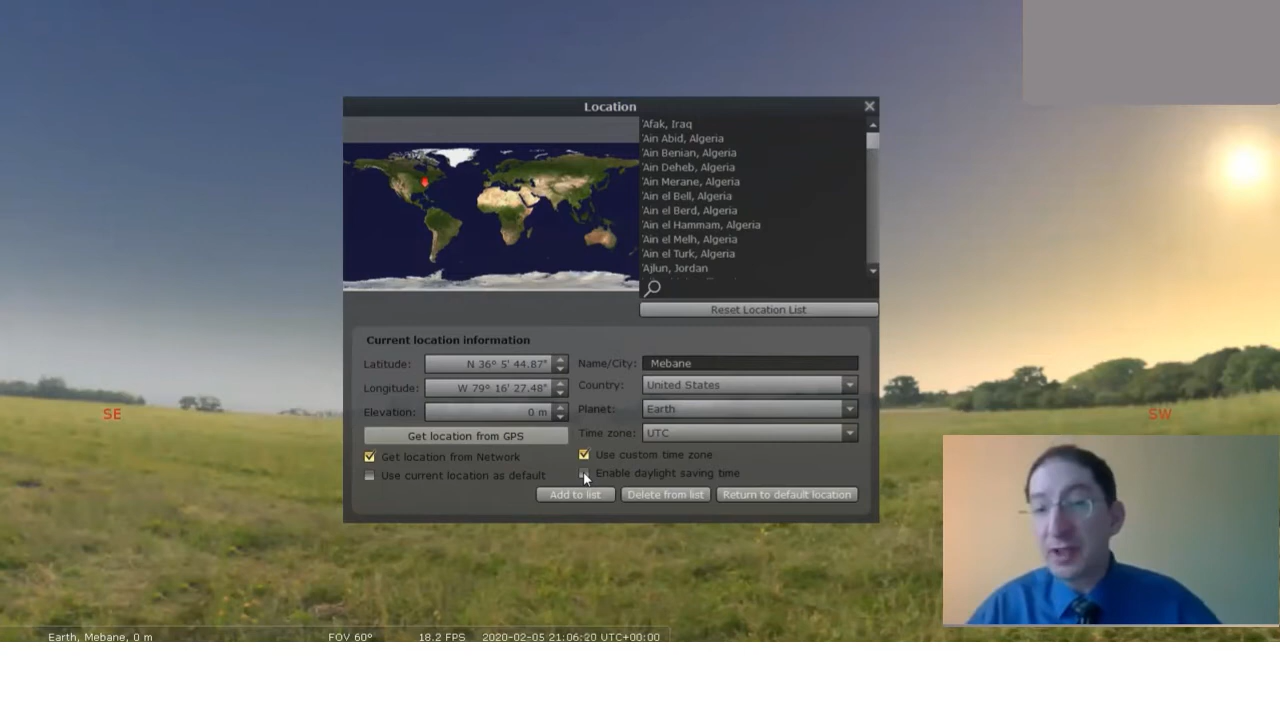 Location
'Afak, Iraq
'Ain Abid, Algeria
'Ain Benian, Algeria
'Ain Deheb, Algeria
'Ain Merane, Algeria
'Ain el Bell, Algeria
'Ain el Berd, Algeria
'Ain el Hammam, Algeria
'Ain el Melh, Algeria
'Ain el Turk, Algeria
'Ajlun, Jordan
Reset Location List
Current location information
Latitude: N 36° 5' 44.87"
Name/City: Mebane
Longitude: W 79° 16' 27.48"
Country: United States
Elevation: 0 m
Planet: Earth
Get location from GPS
Time zone: UTC
Get location from Network
Use custom time zone
Use current location as default
Enable daylight saving time
Add to list
Delete from list
Return to default location
SE
SW
Earth, Mebane, 0 m FOV 60° 18.2 FPS 2020-02-05 21:06:20 UTC+00:00